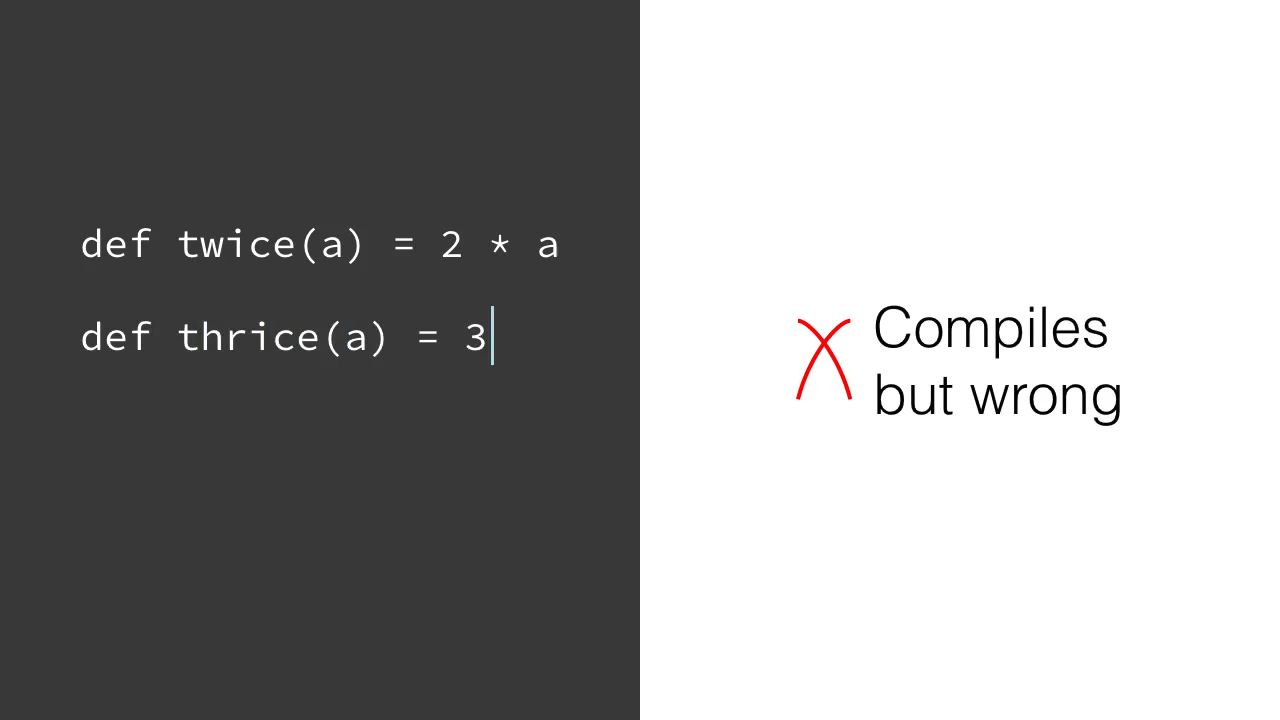 def twice(a) = 2 * a
def thrice(a) = 3
Compiles
but wrong